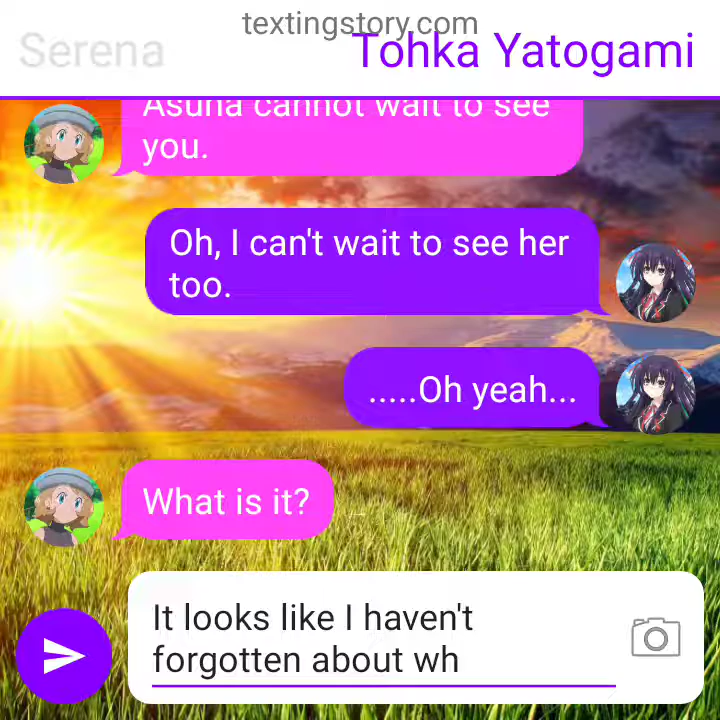 textingstory.com
Serena
Tohka Yatogami
Asuna cannot wait to see
you.
Oh, I can't wait to see her
too.
.....Oh yeah...
What is it?
It looks like I haven't
forgotten about wh